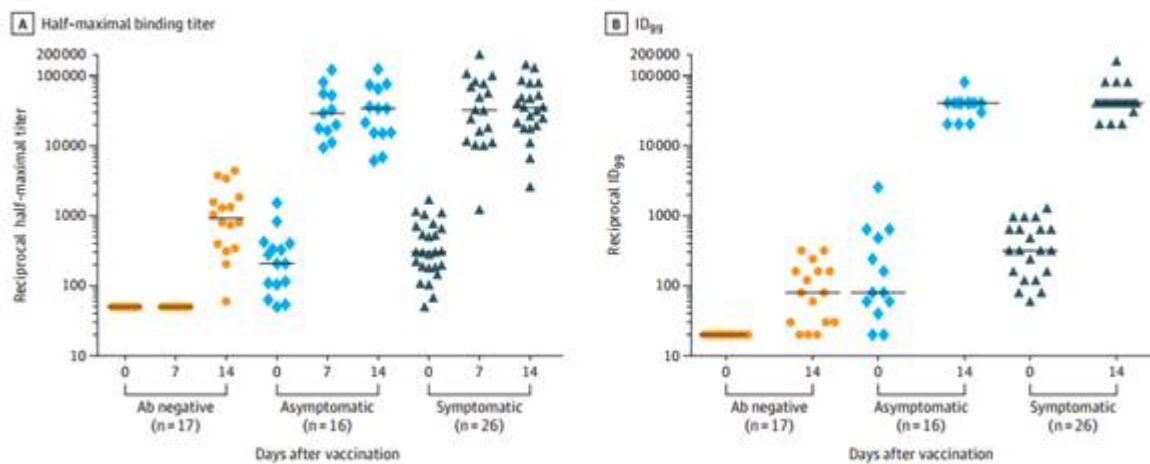 A Half-maximal binding titer
200000
100000
10000
1000
100
10
Reciprocal half-maximal titer
0 7 14 0 7 14 0 7 14
Ab negative (n=17) Asymptomatic (n=16) Symptomatic (n=26)
Days after vaccination
B ID99
200000
100000
10000
1000
100
10
Reciprocal ID99
0 14 0 14 0 14
Ab negative (n=17) Asymptomatic (n=16) Symptomatic (n=26)
Days after vaccination